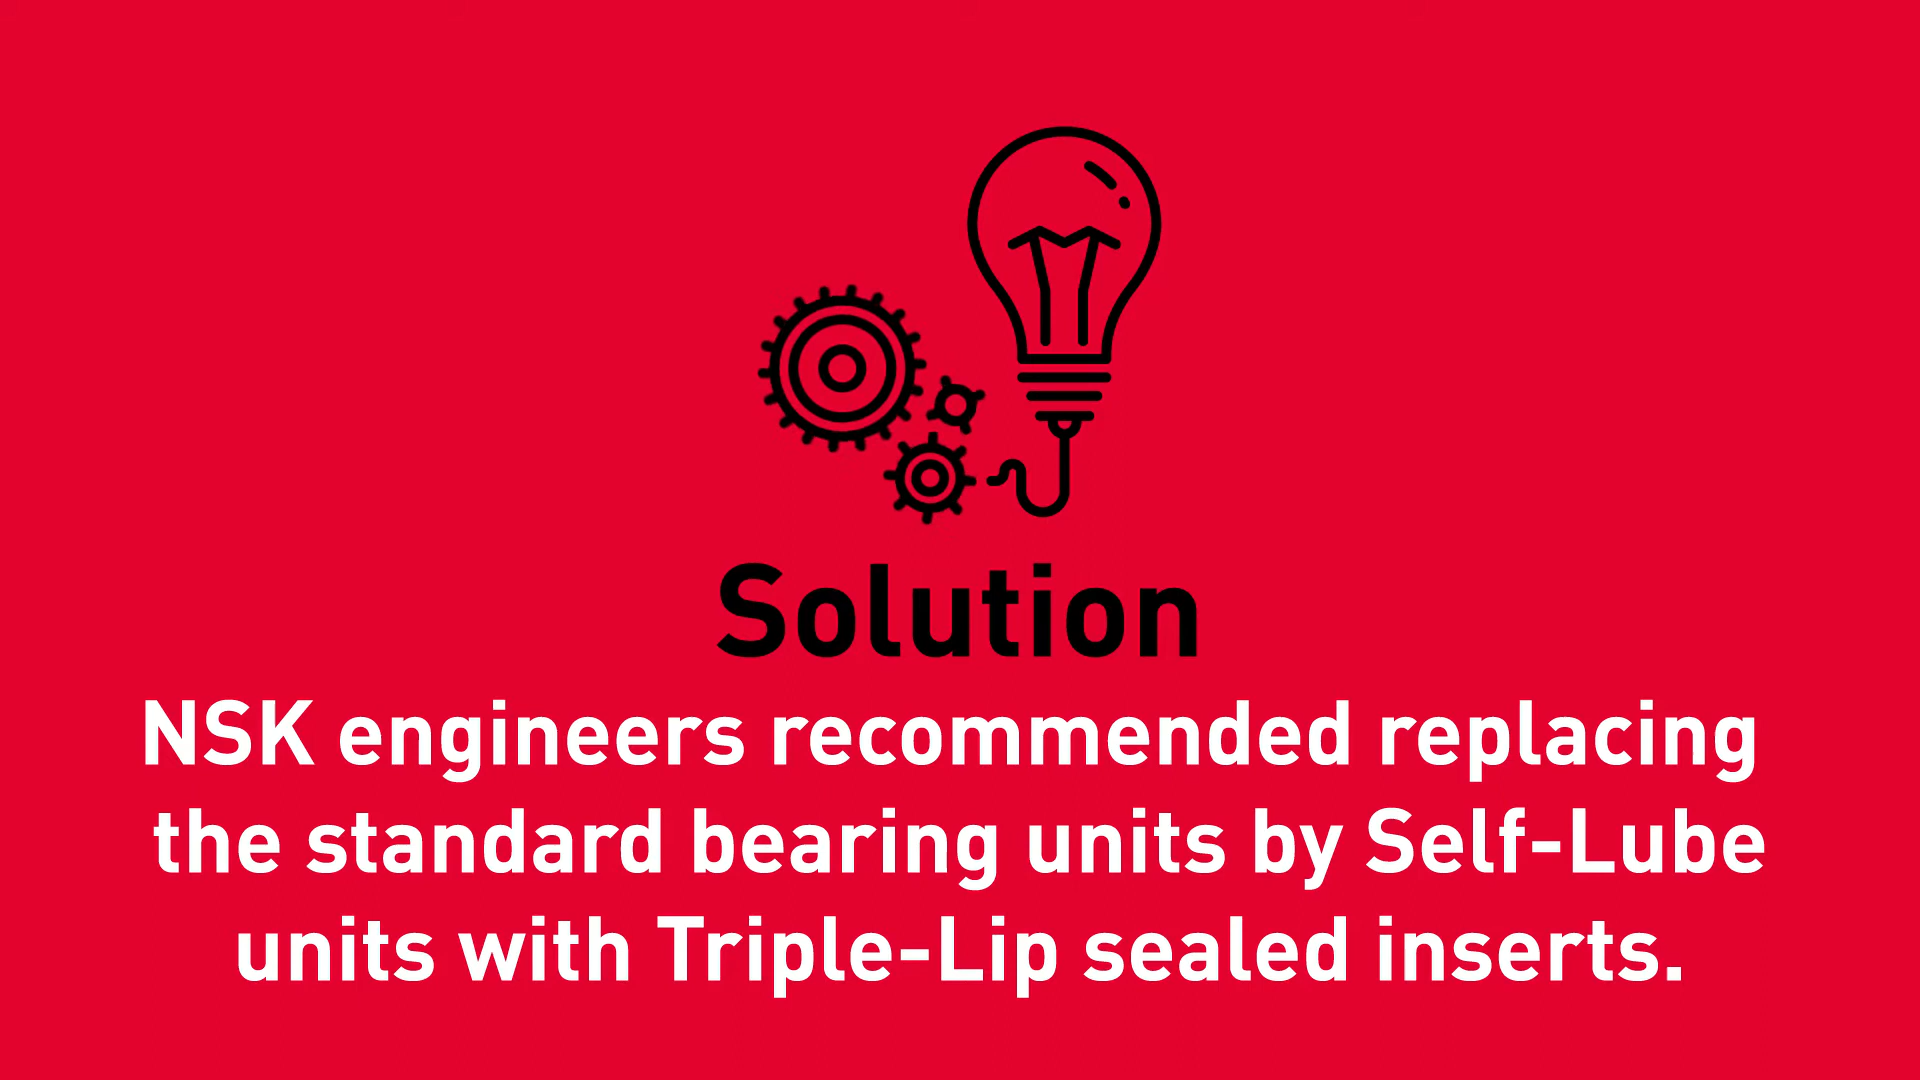 Solution
NSK engineers recommended replacing
the standard bearing units by Self-Lube
units with Triple-Lip sealed inserts.